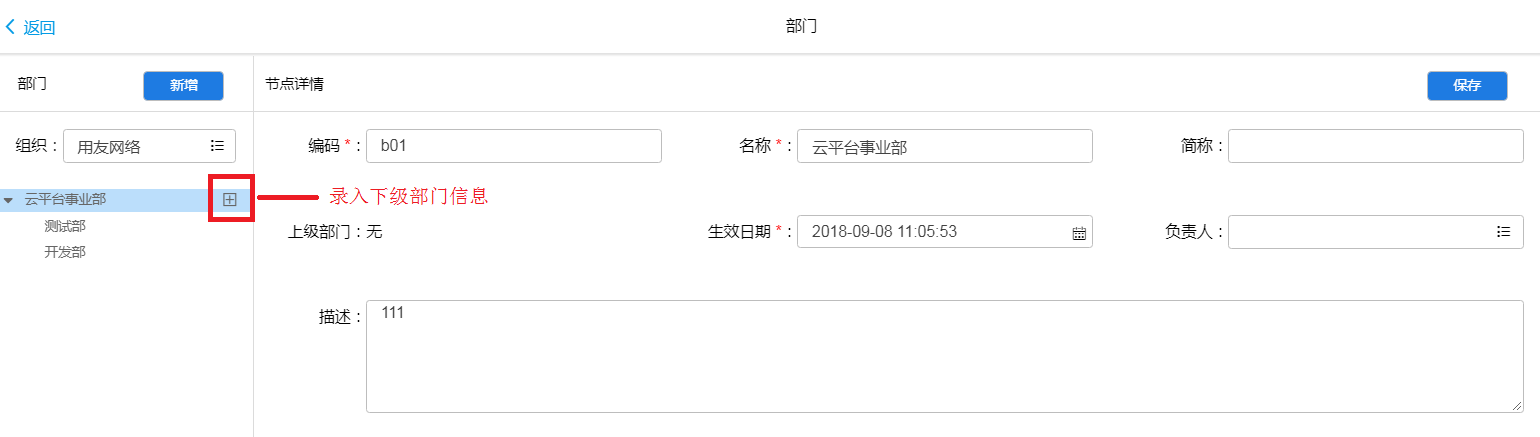 返回
部门
部门
新增
节点详情
保存
组织：
用友网络
编码 *：
b01
名称 *：
云平台事业部
简称：
云平台事业部
录入下级部门信息
测试部
开发部
上级部门：无
生效日期 *：
2018-09-08 11:05:53
负责人：
描述：
111